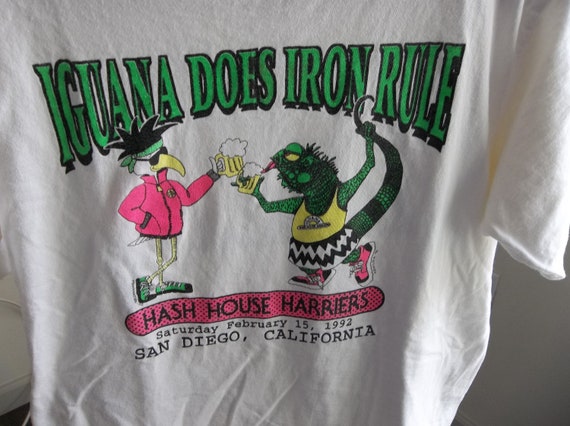 IGUANA DOES IRON RULE
HASH HOUSE HARRIERS
Saturday February 15, 1992
SAN DIEGO, CALIFORNIA